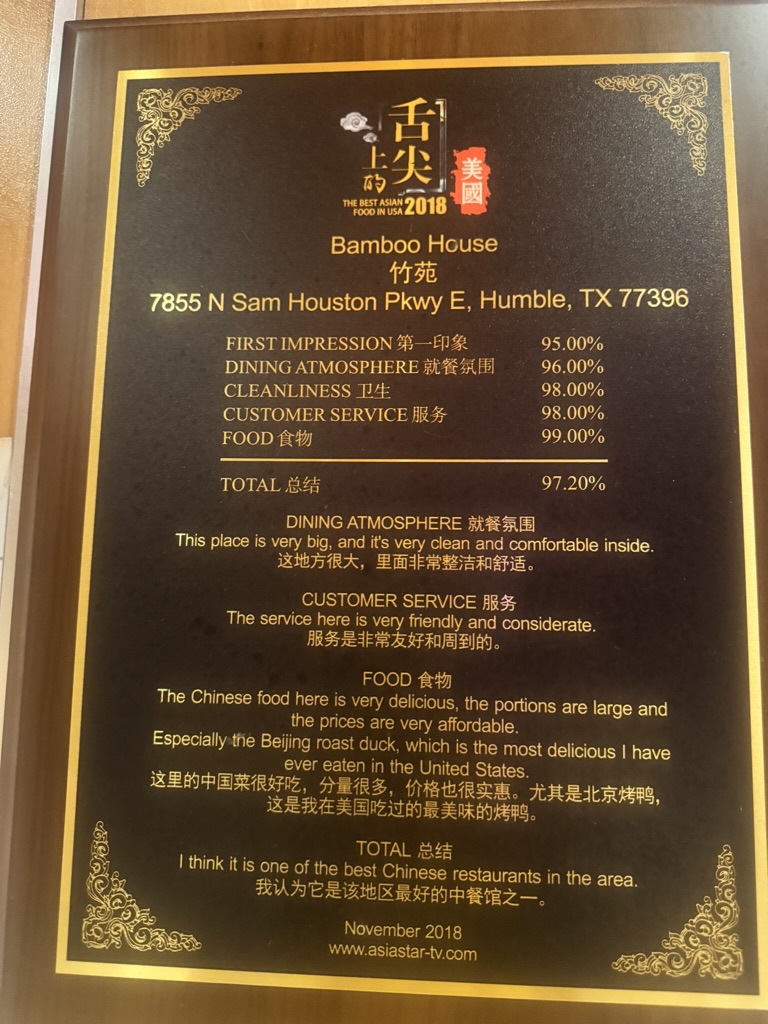 舌尖
上的
美國
THE BEST ASIAN
FOOD IN USA 2018
Bamboo House
竹苑
7855 N Sam Houston Pkwy E, Humble, TX 77396
FIRST IMPRESSION 第一印象 95.00%
DINING ATMOSPHERE 就餐氛围 96.00%
CLEANLINESS 卫生 98.00%
CUSTOMER SERVICE 服务 98.00%
FOOD 食物 99.00%
TOTAL 总结 97.20%
DINING ATMOSPHERE 就餐氛围
This place is very big, and it's very clean and comfortable inside.
这地方很大，里面非常整洁和舒适。
CUSTOMER SERVICE 服务
The service here is very friendly and considerate.
服务是非常友好和周到的。
FOOD 食物
The Chinese food here is very delicious, the portions are large and
the prices are very affordable.
Especially the Beijing roast duck, which is the most delicious I have
ever eaten in the United States.
这里的中国菜很好吃，分量很多，价格也很实惠。尤其是北京烤鸭，
这是我在美国吃过的最美味的烤鸭。
TOTAL 总结
I think it is one of the best Chinese restaurants in the area.
我认为它是该地区最好的中餐馆之一。
November 2018
www.asiastar-tv.com